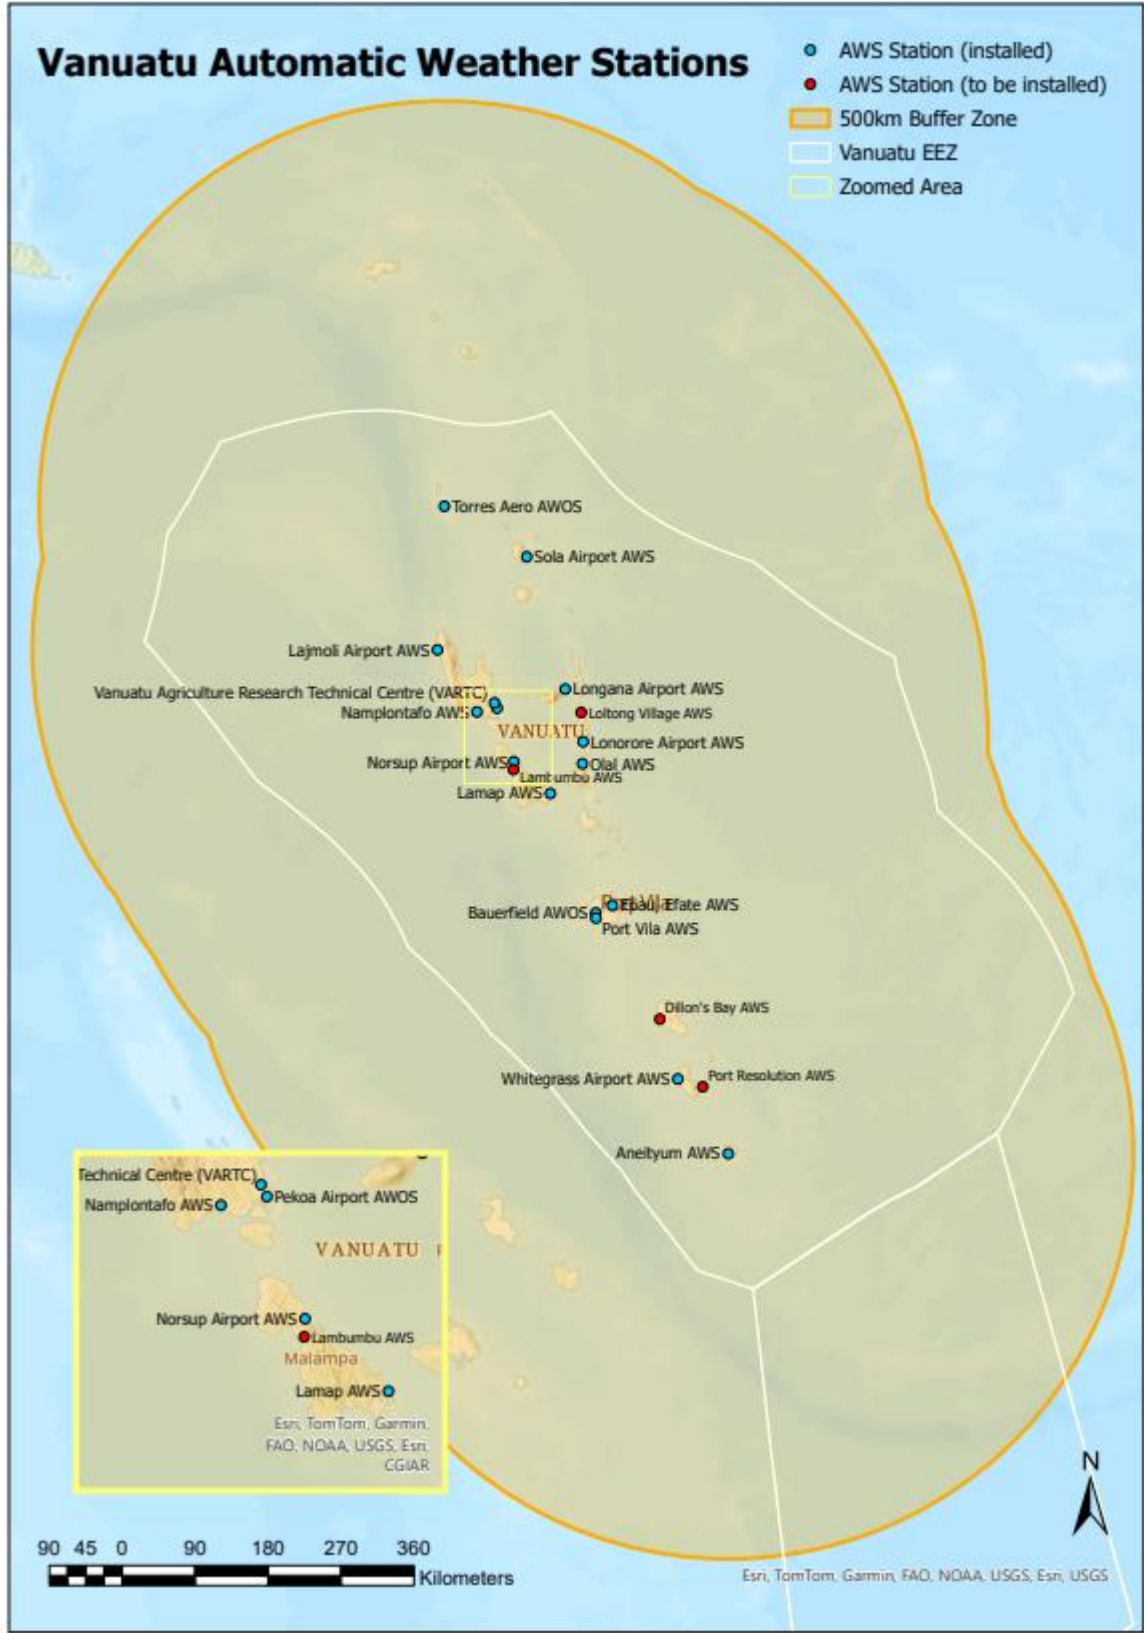 Vanuatu Automatic Weather Stations
AWS Station (installed)
AWS Station (to be installed)
500km Buffer Zone
Vanuatu EEZ
Zoomed Area
Torres Aero AWOS
Sola Airport AWS
Lajmoli Airport AWS
Longana Airport AWS
Vanuatu Agriculture Research Technical Centre (VARTC)
Namplontafo AWS
Loltong Village AWS
VANUATU
Lonorore Airport AWS
Norsup Airport AWS
Olal AWS
Lambumbu AWS
Lamap AWS
Port Vila
Epau, Efate AWS
Bauerfield AWOS
Port Vila AWS
Dillon's Bay AWS
Whitegrass Airport AWS
Port Resolution AWS
Aneityum AWS
Technical Centre (VARTC)
Pekoa Airport AWOS
Namplontafo AWS
VANUATU
Norsup Airport AWS
Lambumbu AWS
Malampa
Lamap AWS
Esri, TomTom, Garmin,
FAO, NOAA, USGS, Esri,
CGIAR
N
90 45 0 90 180 270 360
Kilometers
Esri, TomTom, Garmin, FAO, NOAA, USGS, Esri, USGS